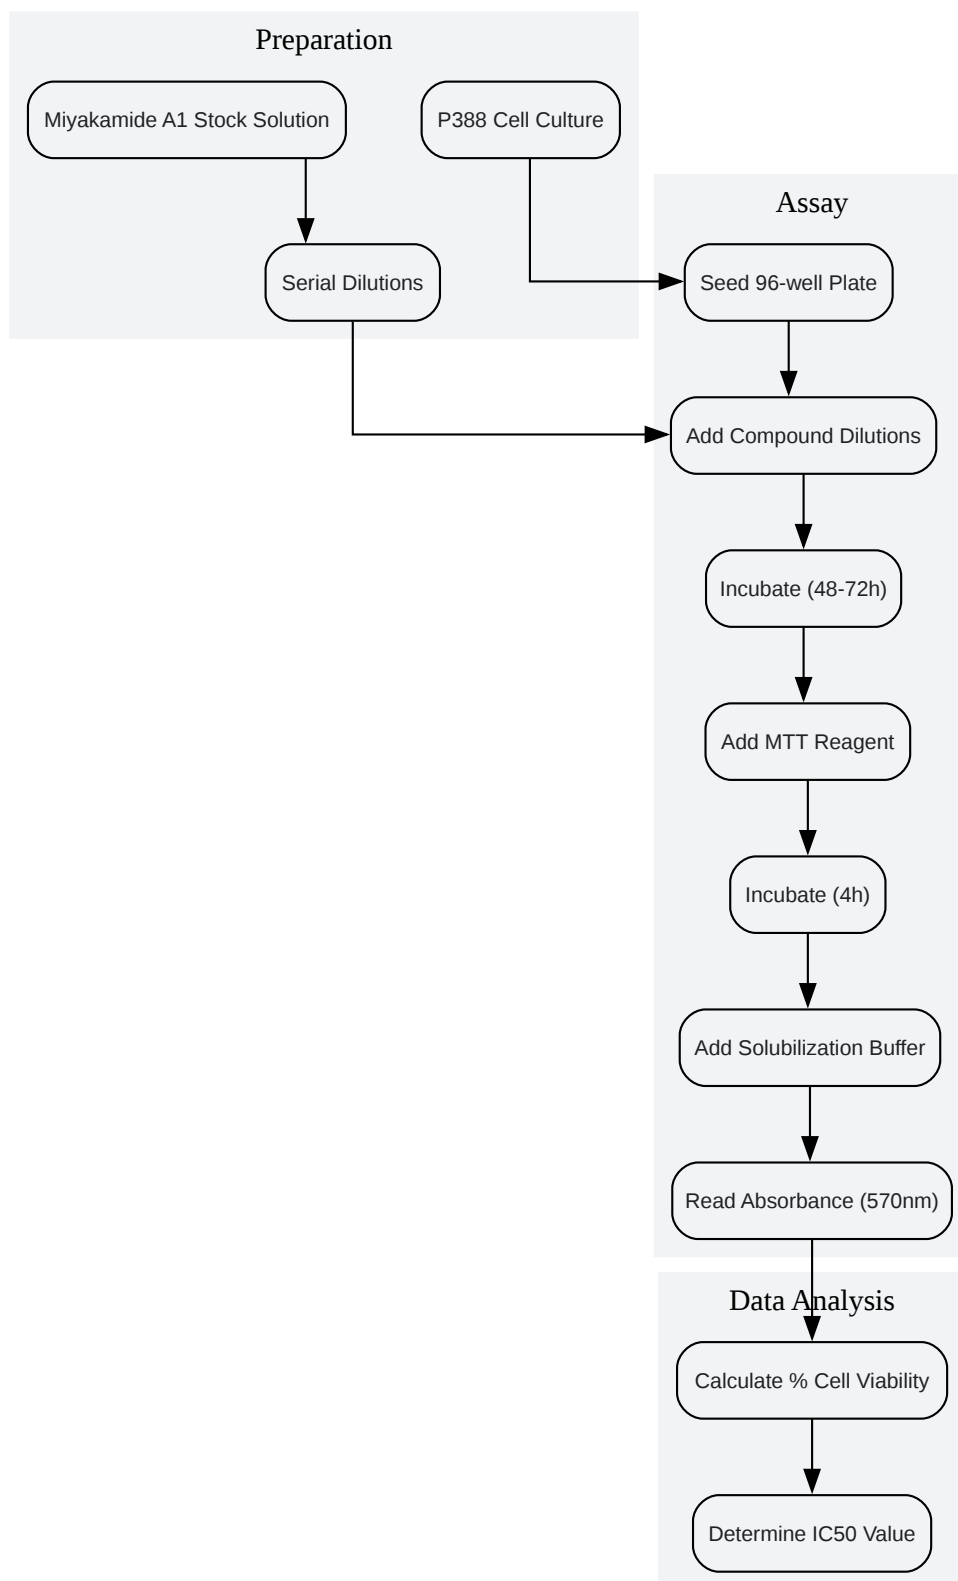 Preparation
Miyakamide A1 Stock Solution
P388 Cell Culture
Serial Dilutions
Assay
Seed 96-well Plate
Add Compound Dilutions
Incubate (48-72h)
Add MTT Reagent
Incubate (4h)
Add Solubilization Buffer
Read Absorbance (570nm)
Data Analysis
Calculate % Cell Viability
Determine IC50 Value